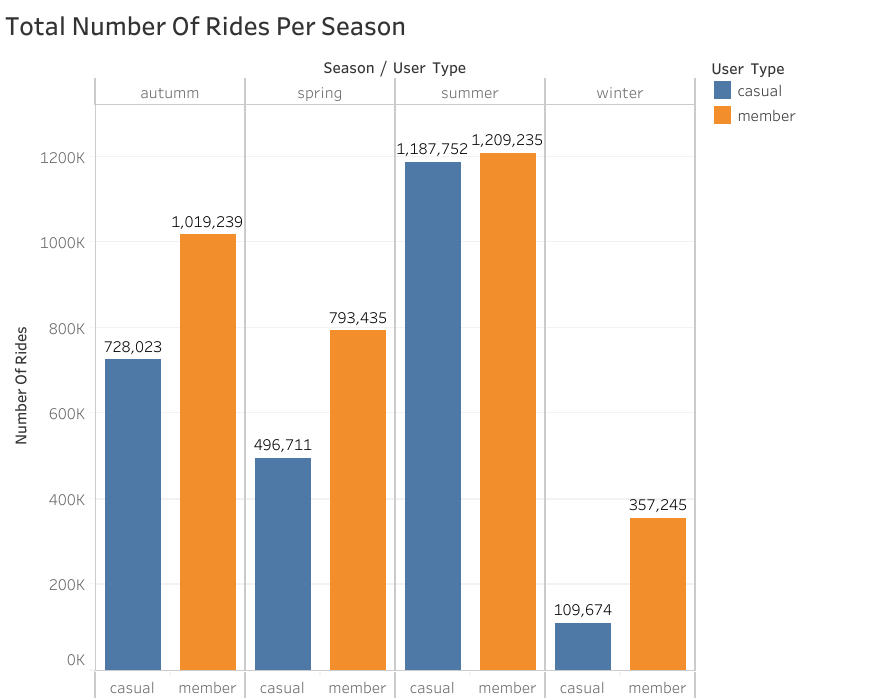 Total Number Of Rides Per Season
Season / User Type
User Type
casual
member
autumm
spring
summer
winter
Number Of Rides
1200K
1000K
800K
600K
400K
200K
0K
728,023
1,019,239
496,711
793,435
1,187,752
1,209,235
109,674
357,245
casual
member
casual
member
casual
member
casual
member